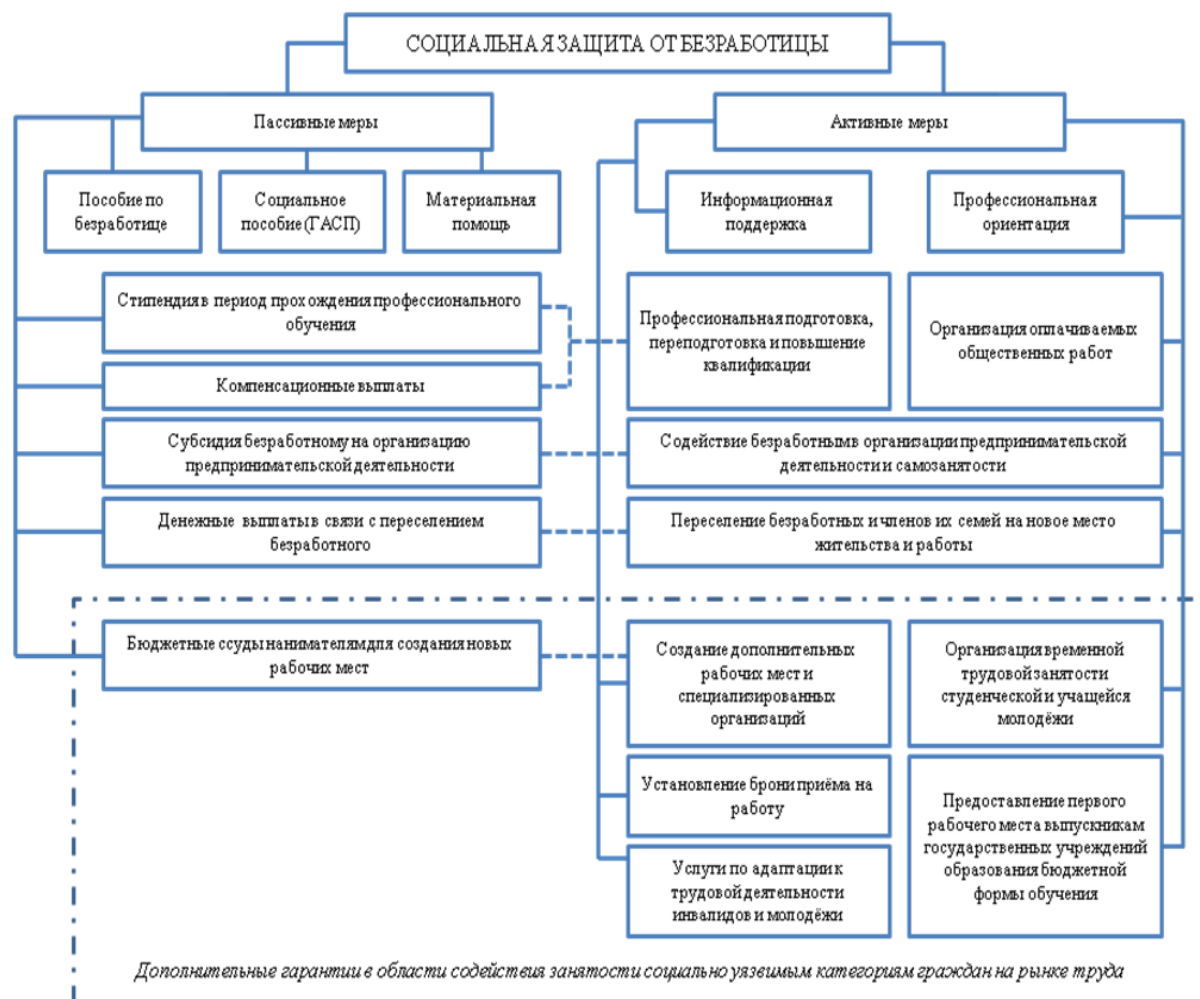 СОЦИАЛЬНАЯ ЗАЩИТА ОТ БЕЗРАБОТИЦЫ
Пассивные меры
Активные меры
Пособие по
безработице
Социальное
пособие (ГАСП)
Материальная
помощь
Информационная
поддержка
Профессиональная
ориентация
Стипендия в период прохождения профессионального
обучения
Компенсационные выплаты
Профессиональная подготовка,
переподготовка и повышение
квалификации
Организация оплачиваемых
общественных работ
Субсидия безработному на организацию
предпринимательской деятельности
Содействие безработным в организации предпринимательской
деятельности и самозанятости
Денежные выплаты в связи с переселением
безработного
Переселение безработных и членов их семей на новое место
жительства и работы
Бюджетные ссуды нанимателям для создания новых
рабочих мест
Создание дополнительных
рабочих мест и
специализированных
организаций
Организация временной
трудовой занятости
студенческой и учащейся
молодёжи
Установление брони приёма на
работу
Услуги по адаптации к
трудовой деятельности
инвалидов и молодёжи
Предоставление первого
рабочего места выпускникам
государственных учреждений
образования бюджетной
формы обучения
Дополнительные гарантии в области содействия занятости социально уязвимым категориям граждан на рынке труда